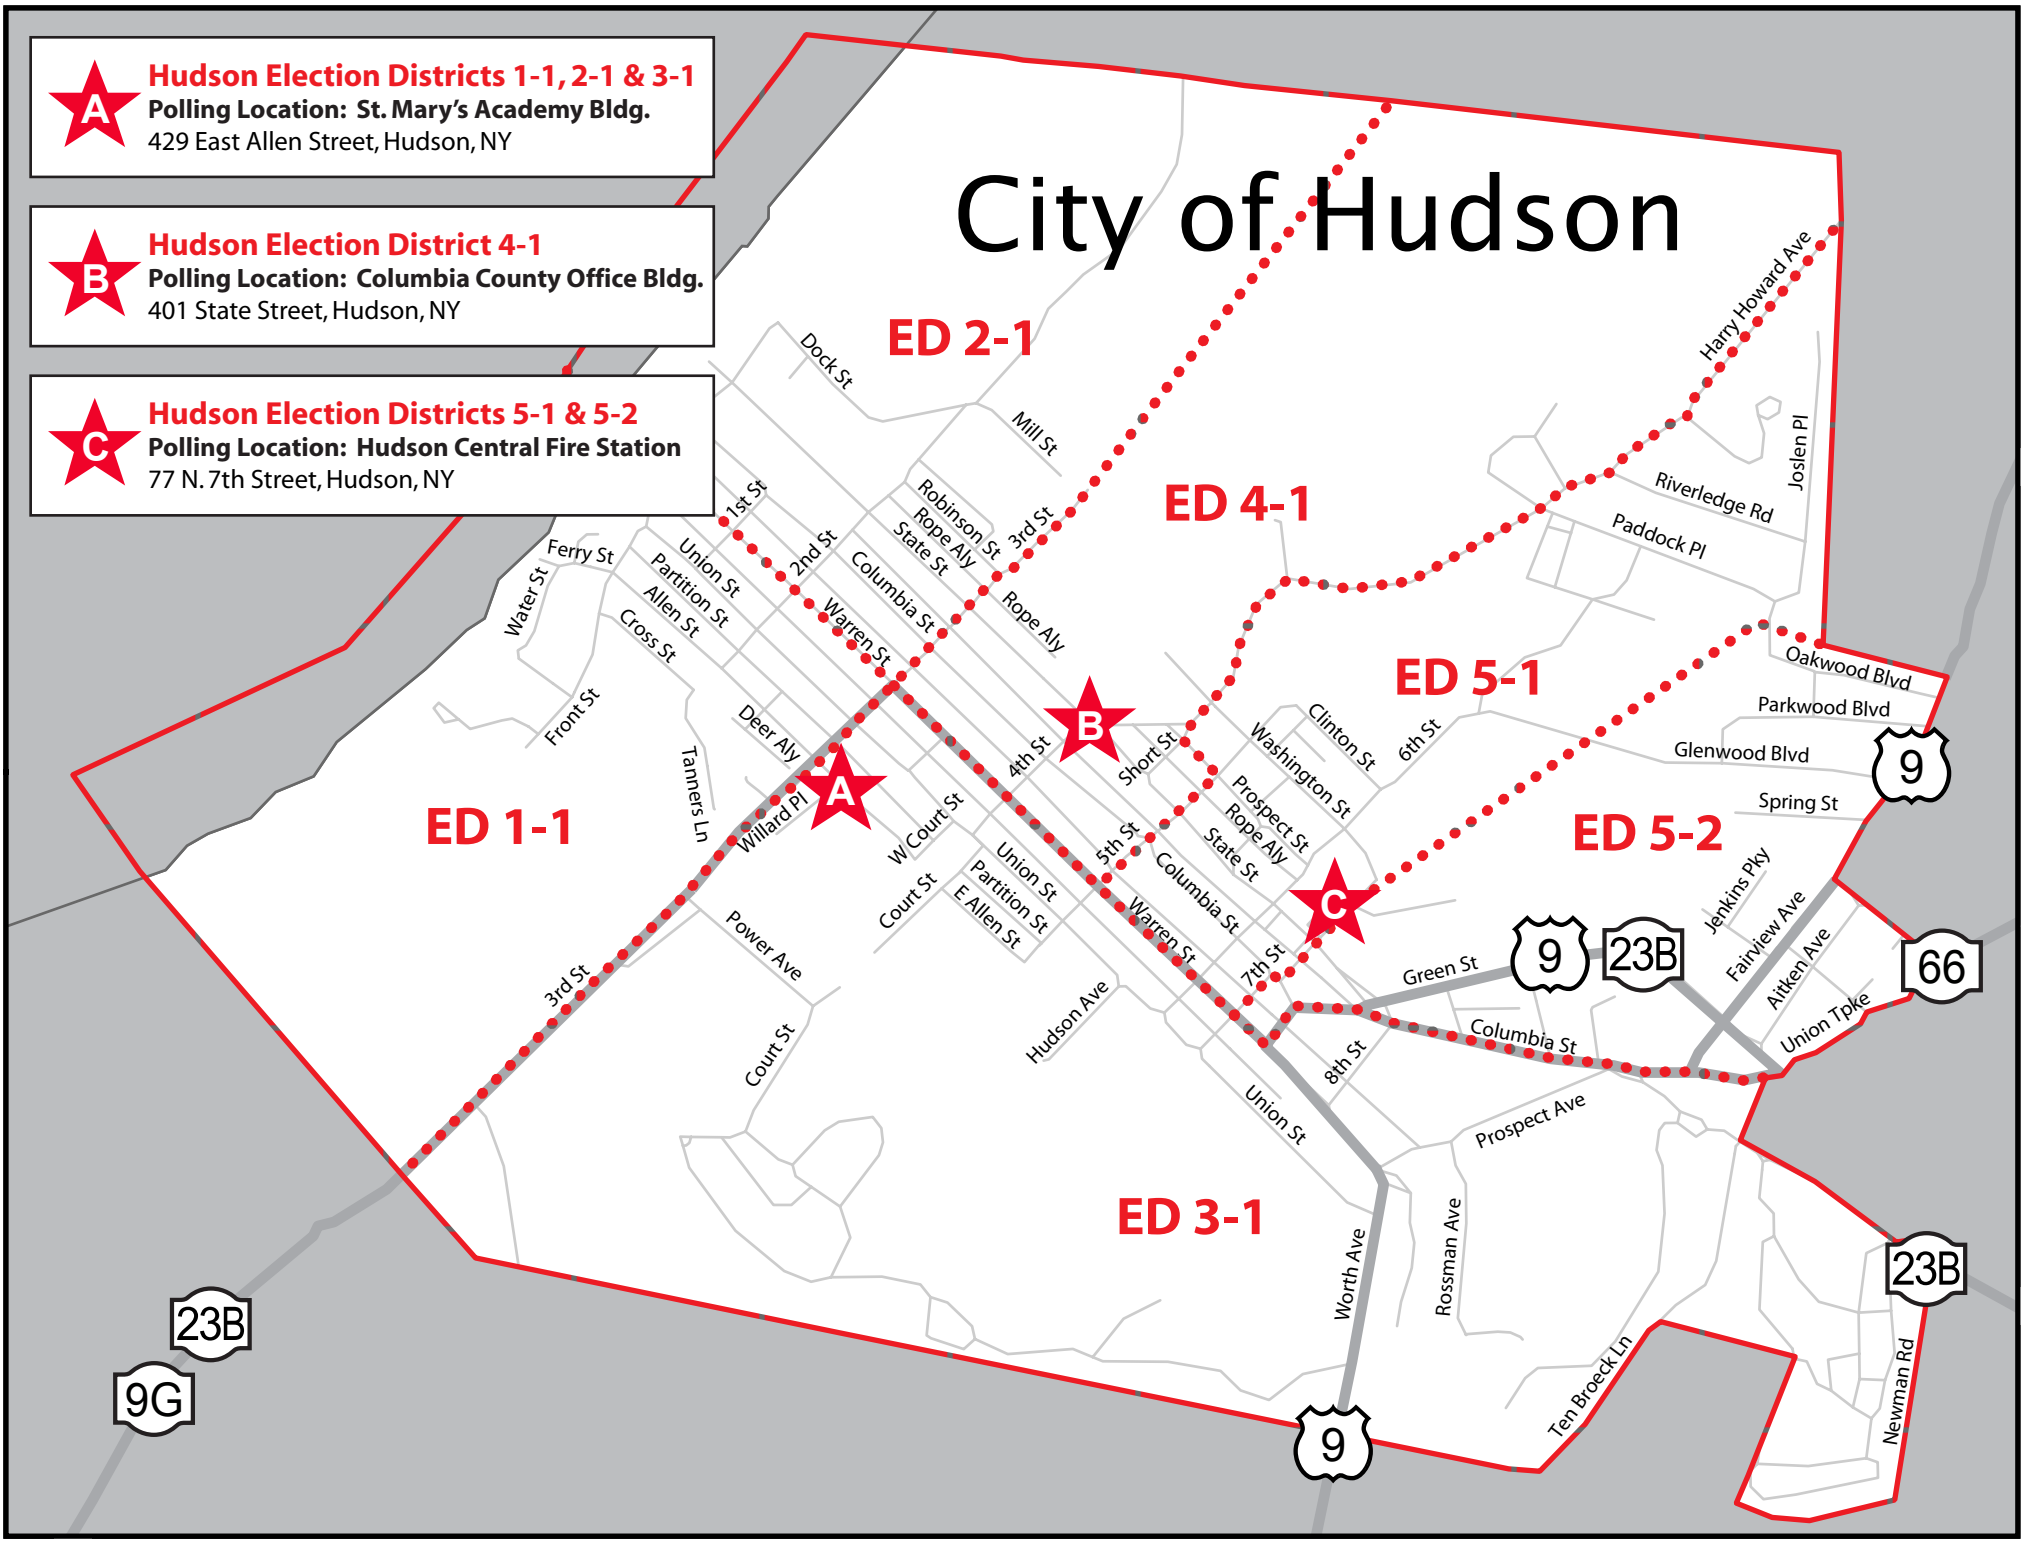 A
Hudson Election Districts 1-1, 2-1 & 3-1
Polling Location: St. Mary's Academy Bldg.
429 East Allen Street, Hudson, NY
B
Hudson Election District 4-1
Polling Location: Columbia County Office Bldg.
401 State Street, Hudson, NY
C
Hudson Election Districts 5-1 & 5-2
Polling Location: Hudson Central Fire Station
77 N. 7th Street, Hudson, NY
City of Hudson
ED 2-1
ED 4-1
ED 5-1
ED 5-2
ED 1-1
ED 3-1
Harry Howard Ave
Dock St
Mill St
Joslen Pl
Riverledge Rd
Paddock Pl
1st St
2nd St
3rd St
Robinson St
Rope Aly
State St
Columbia St
Rope Aly
Ferry St
Water St
Union St
Partition St
Allen St
Cross St
Warren St
Front St
Deer Aly
Tanners Ln
Willard Pl
A
B
4th St
Short St
Clinton St
Washington St
6th St
Prospect St
Rope Aly
State St
5th St
Columbia St
Warren St
C
7th St
Oakwood Blvd
Parkwood Blvd
Glenwood Blvd
9
Spring St
Jenkins Pky
Fairview Ave
Aitken Ave
Union Tpke
66
W Court St
Court St
Union St
Partition St
E Allen St
Power Ave
3rd St
Court St
Hudson Ave
Green St
9
23B
Columbia St
8th St
Union St
Prospect Ave
Rossman Ave
Worth Ave
Ten Broeck Ln
Newman Rd
23B
23B
9G
9